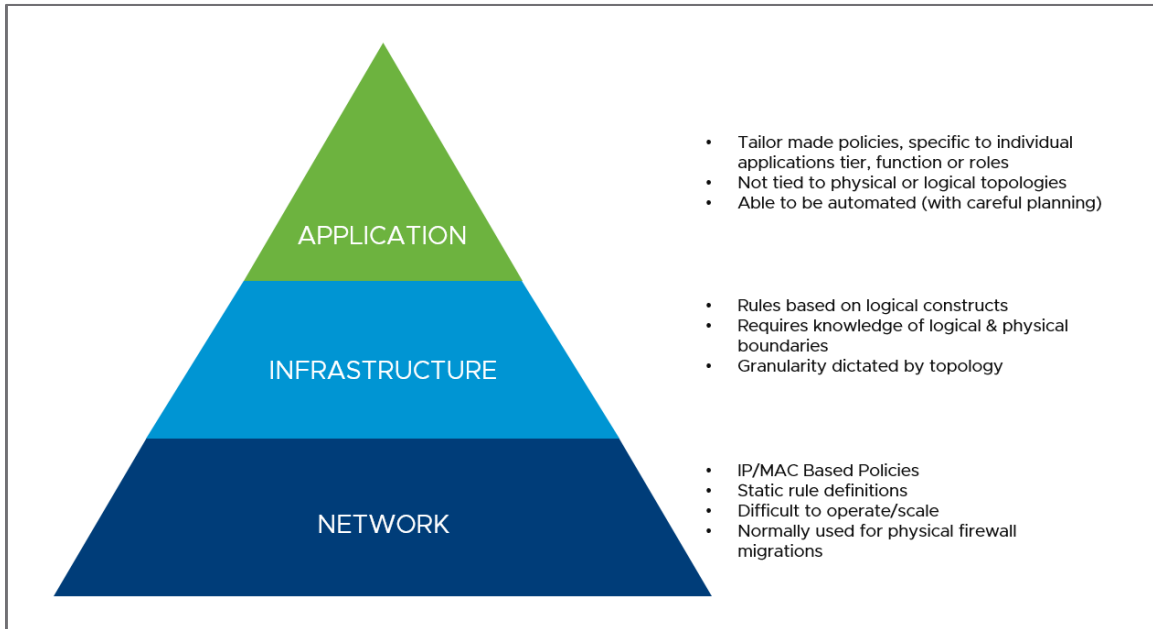 • Tailor made policies, specific to individual
applications tier, function or roles
• Not tied to physical or logical topologies
• Able to be automated (with careful planning)
APPLICATION
• Rules based on logical constructs
• Requires knowledge of logical & physical
boundaries
• Granularity dictated by topology
INFRASTRUCTURE
• IP/MAC Based Policies
• Static rule definitions
• Difficult to operate/scale
• Normally used for physical firewall
migrations
NETWORK